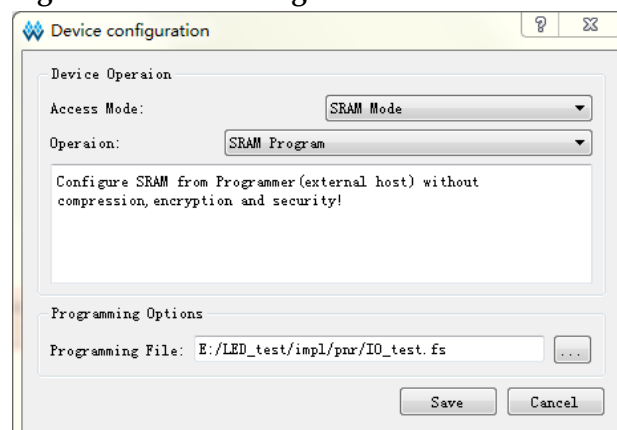 Device configuration
Device Operaion
Access Mode: SRAM Mode
Operaion: SRAM Program
Configure SRAM from Programmer(external host) without
compression, encryption and security!
Programming Options
Programming File: E:/LED_test/impl/pnr/IO_test.fs ...
Save Cancel